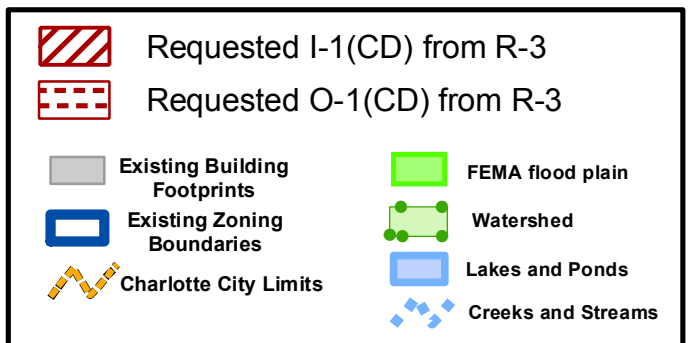 Requested I-1(CD) from R-3
Requested O-1(CD) from R-3
Existing Building
Footprints
Existing Zoning
Boundaries
Charlotte City Limits
FEMA flood plain
Watershed
Lakes and Ponds
Creeks and Streams